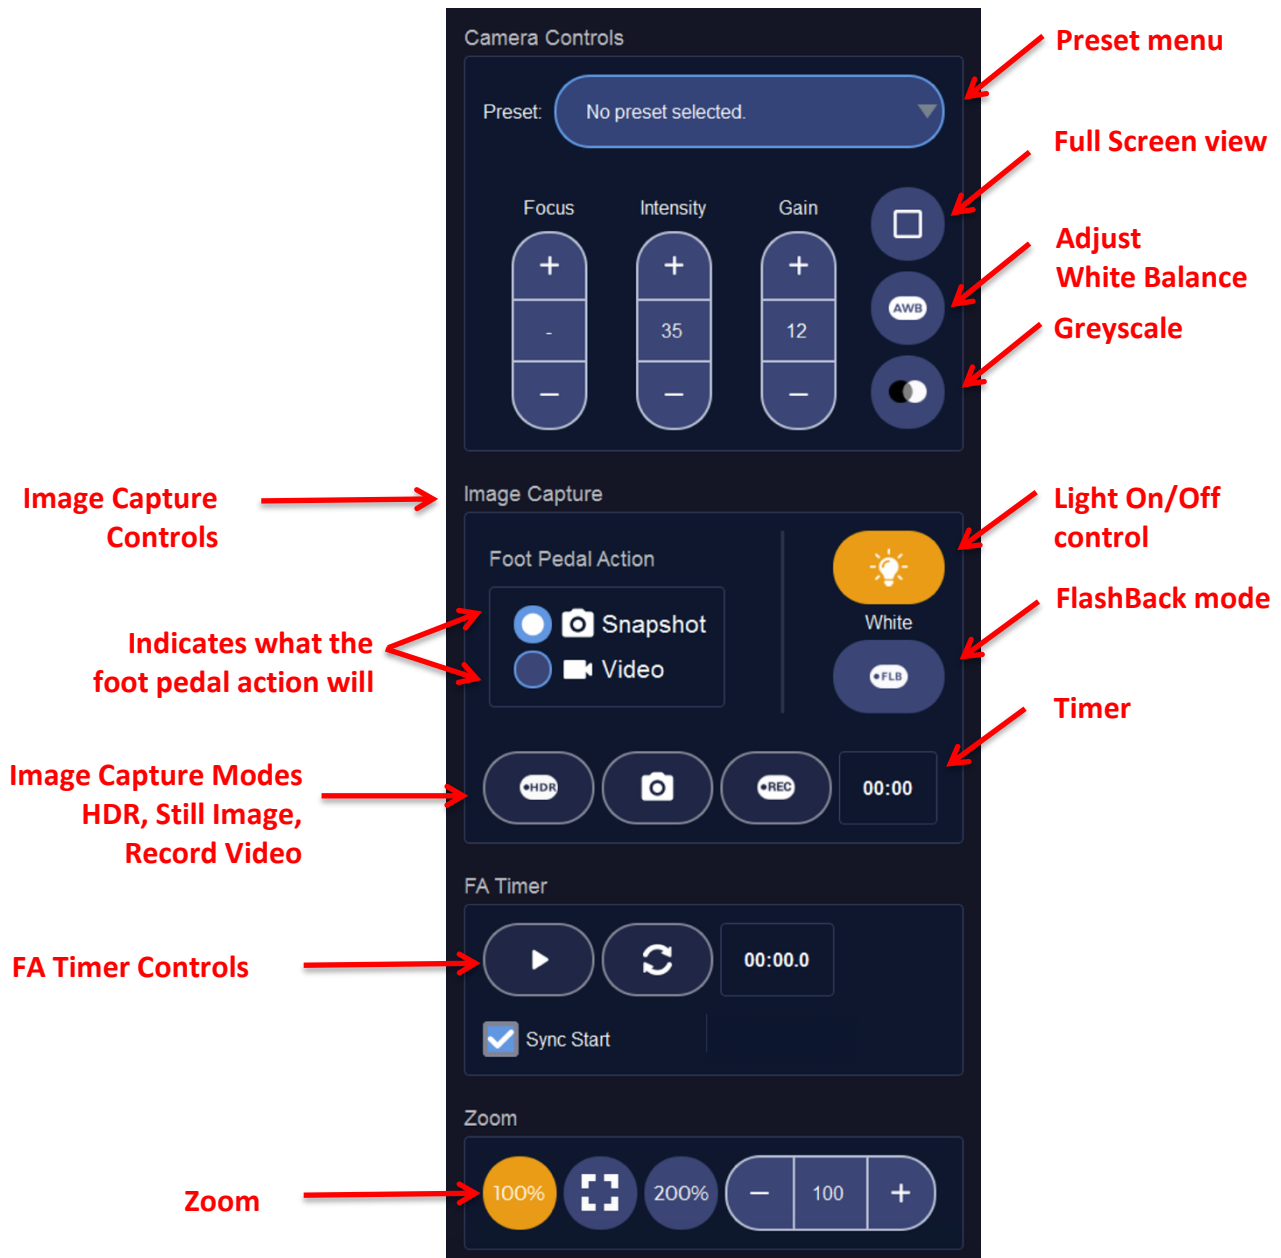 Camera Controls
Preset menu
Preset:
No preset selected.
Full Screen view
Focus
Intensity
Gain
+
+
+
Adjust
White Balance
AWB
-
35
12
Greyscale
−
−
−
Image Capture
Controls
Image Capture
Light On/Off
control
Foot Pedal Action
Snapshot
White
FlashBack mode
Indicates what the
foot pedal action will
Video
•FLB
Timer
Image Capture Modes
HDR, Still Image,
Record Video
•HDR
•REC
00:00
FA Timer
FA Timer Controls
00:00.0
Sync Start
Zoom
Zoom
100%
200%
−
100
+